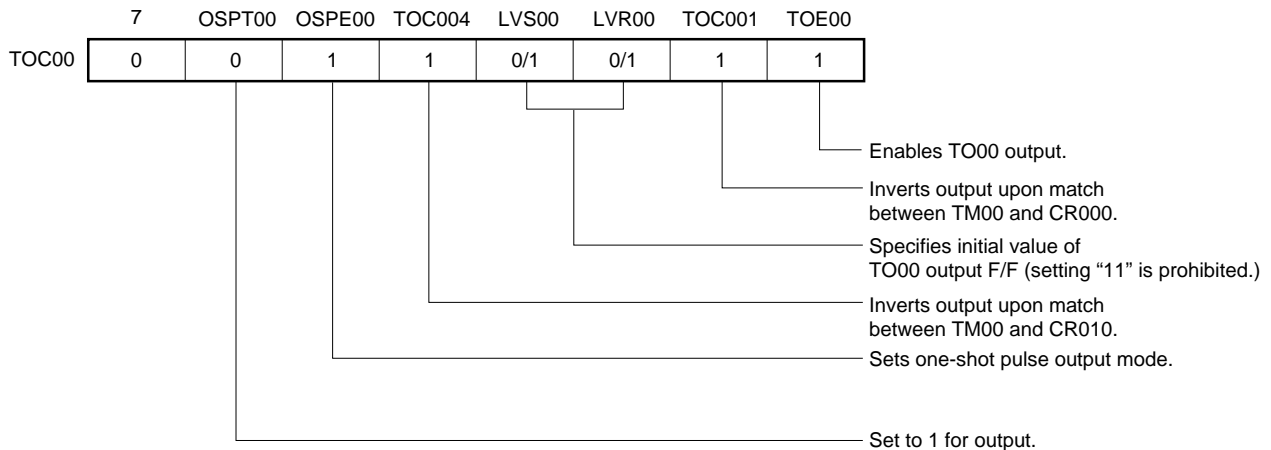 7 OSPT00 OSPE00 TOC004 LVS00 LVR00 TOC001 TOE00
TOC00 0 0 1 1 0/1 0/1 1 1
Enables TO00 output.
Inverts output upon match
between TM00 and CR000.
Specifies initial value of
TO00 output F/F (setting “11” is prohibited.)
Inverts output upon match
between TM00 and CR010.
Sets one-shot pulse output mode.
Set to 1 for output.